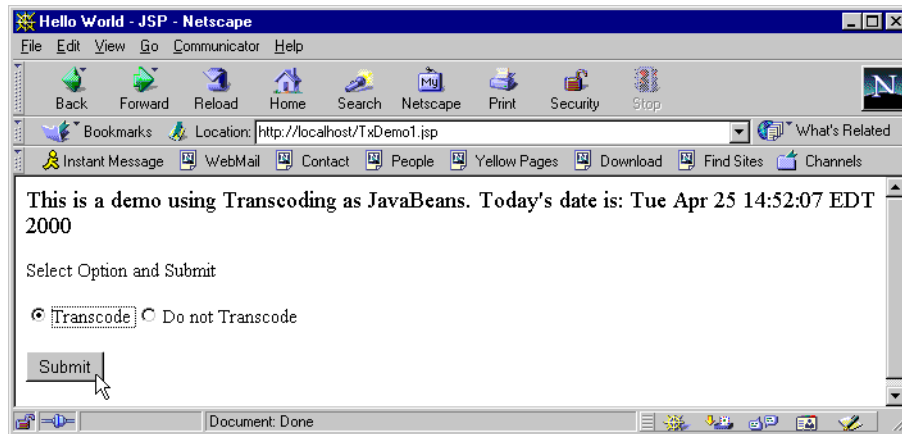 Hello World - JSP - Netscape
File Edit View Go Communicator Help
My
N
Back Forward Reload Home Search Netscape Print Security Stop
Bookmarks Location: http://localhost/TxDemo1.jsp What's Related
Instant Message WebMail Contact People Yellow Pages Download Find Sites Channels
This is a demo using Transcoding as JavaBeans. Today's date is: Tue Apr 25 14:52:07 EDT
2000
Select Option and Submit
Transcode Do not Transcode
Submit
Document: Done